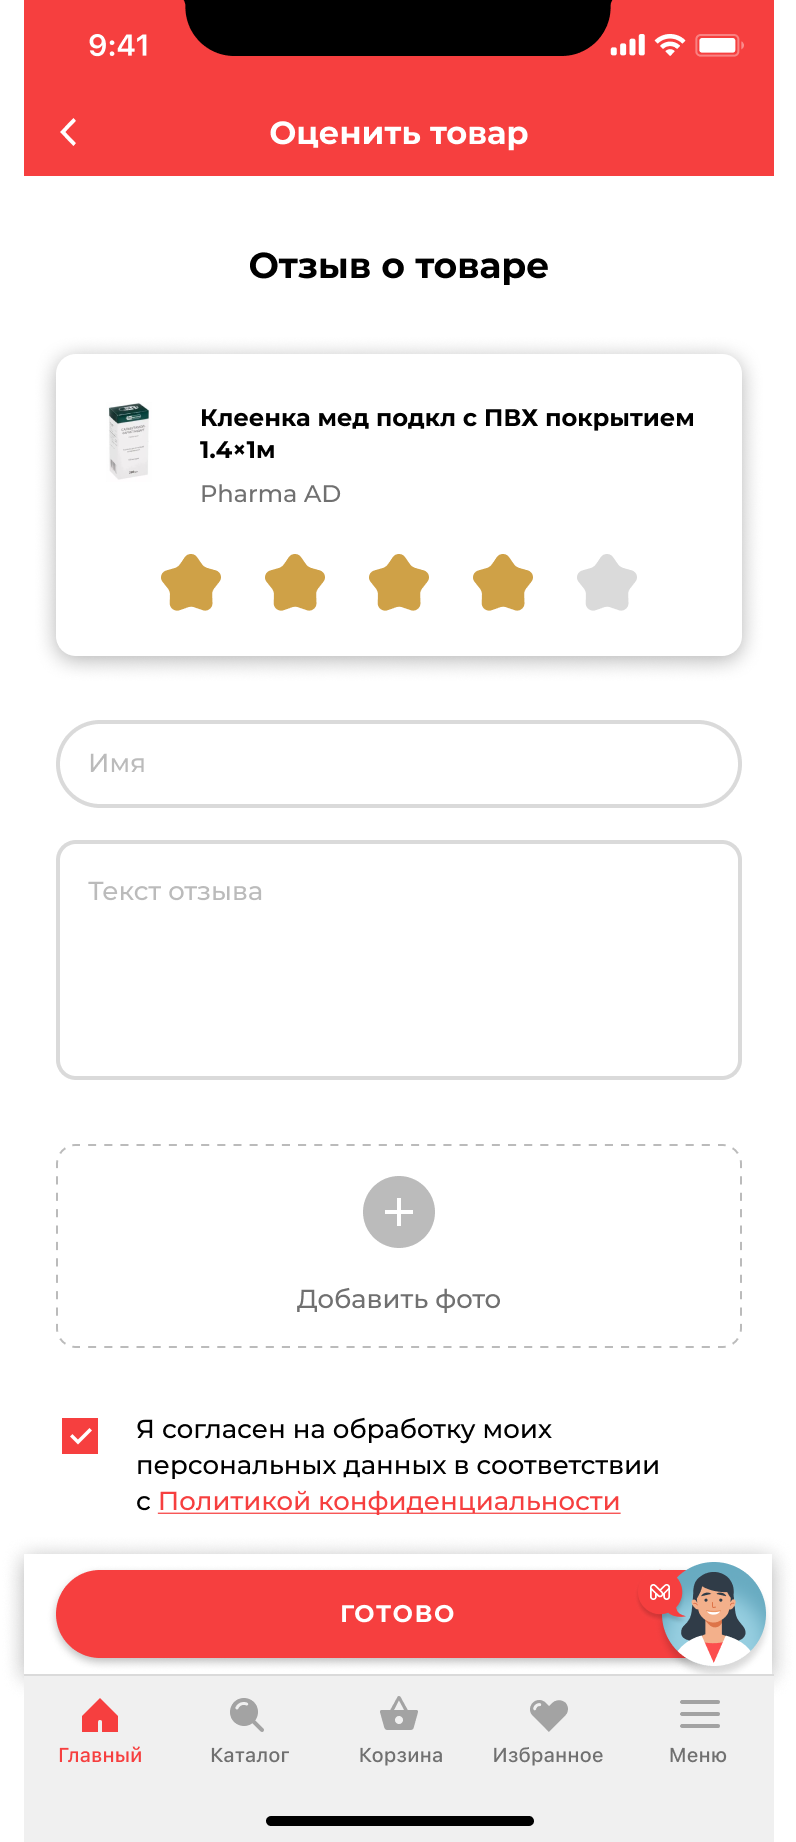 9:41
Оценить товар
Отзыв о товаре
Клеенка мед подкл с ПВХ покрытием
1.4×1м
Pharma AD
Имя
Текст отзыва
Добавить фото
Я согласен на обработку моих
персональных данных в соответствии
с Политикой конфиденциальности
ГОТОВО
Главный
Каталог
Корзина
Избранное
Меню